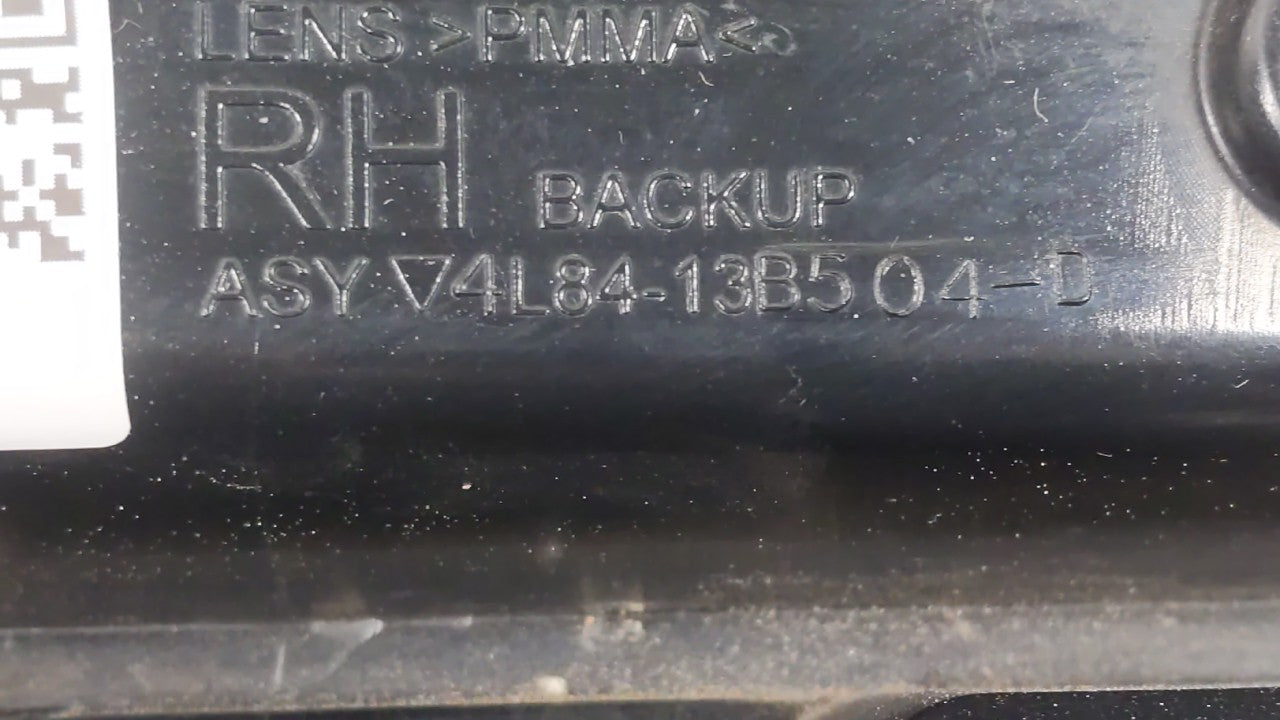 LENS >PMMA<
RH BACKUP
ASY ▽4L84-13B504-D